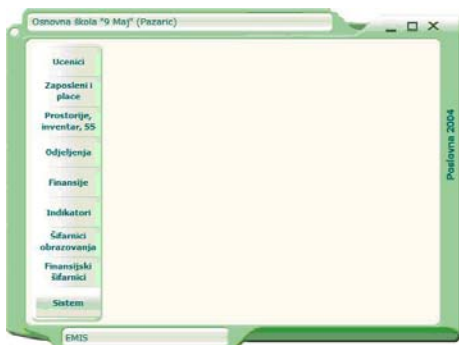 Osnovna škola "9 Maj" (Pazaric)
Ucenici
Zaposleni i
place
Prostorije,
inventar, SS
Odjeljenja
Finansije
Indikatori
Šifarnici
obrazovanja
Finansijski
šifarnici
Sistem
Poslovna 2004
EMIS